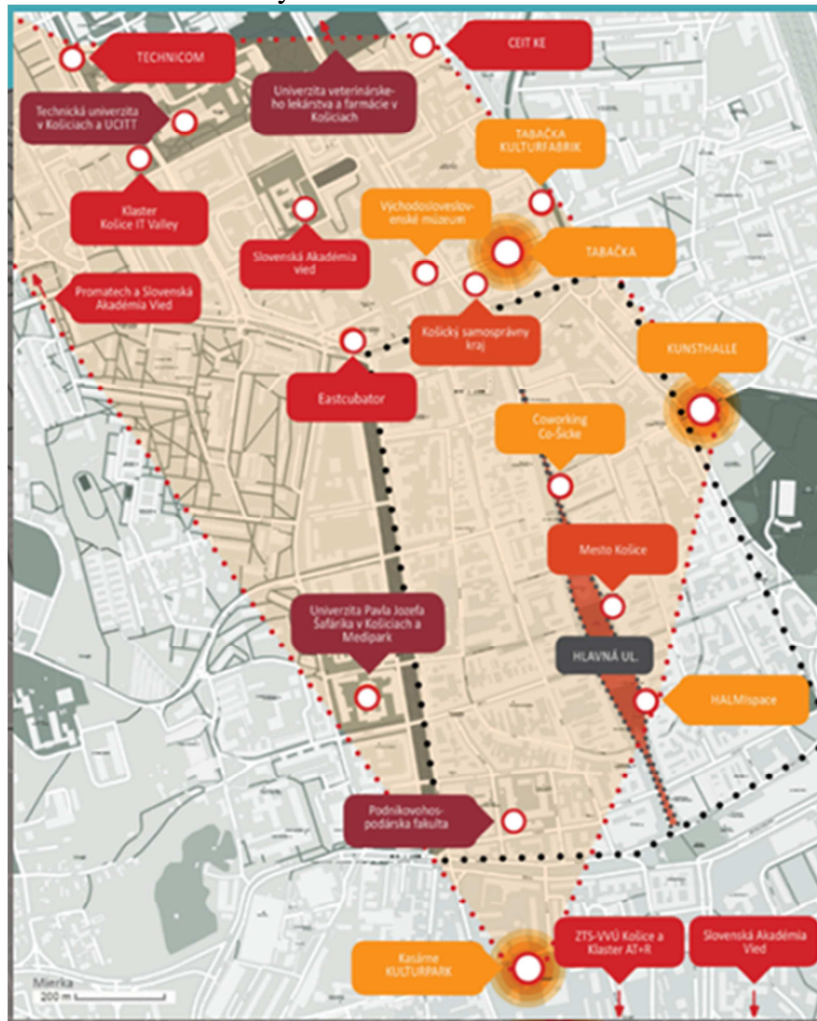 TECHNICOM
CEIT KE
Univerzita veterinárske-
ho lekárstva a farmácie v
Košiciach
Technická univerzita
v Košiciach a UCITT
TABAČKA
KULTURFABRIK
Klaster
Košice IT Valley
Východosloveslov-
enské múzeum
Slovenská Akadémia
vied
TABAČKA
Promatech a Slovenská
Akadémia Vied
Košický samosprávny
kraj
KUNSTHALLE
Eastcubator
Coworking
Co-Šicke
Mesto Košice
Univerzita Pavla Jozefa
Šafárika v Košiciach a
Medipark
HLAVNÁ UL.
HALMIspace
Podnikovohos-
podárska fakulta
Kasárne
KULTURPARK
ZTS-VVÚ Košice a
Klaster AT+R
Slovenská Akadémia
Vied
Mierka
200 m